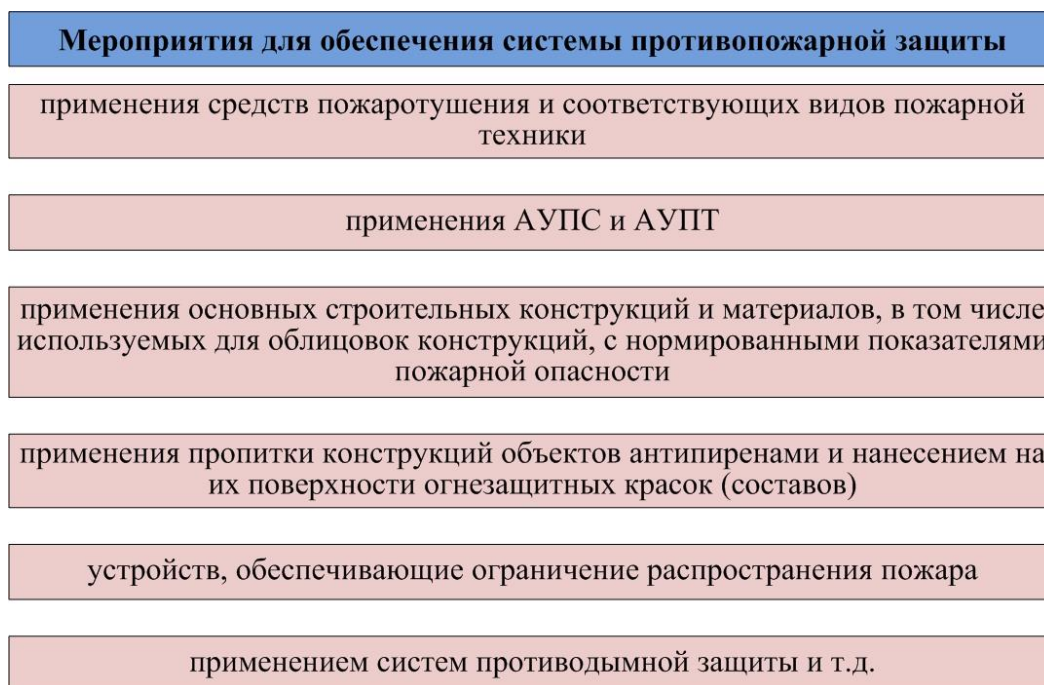 Мероприятия для обеспечения системы противопожарной защиты
применения средств пожаротушения и соответствующих видов пожарной
техники
применения АУПС и АУПТ
применения основных строительных конструкций и материалов, в том числе
используемых для облицовок конструкций, с нормированными показателями
пожарной опасности
применения пропитки конструкций объектов антипиренами и нанесением на
их поверхности огнезащитных красок (составов)
устройств, обеспечивающие ограничение распространения пожара
применением систем противодымной защиты и т.д.